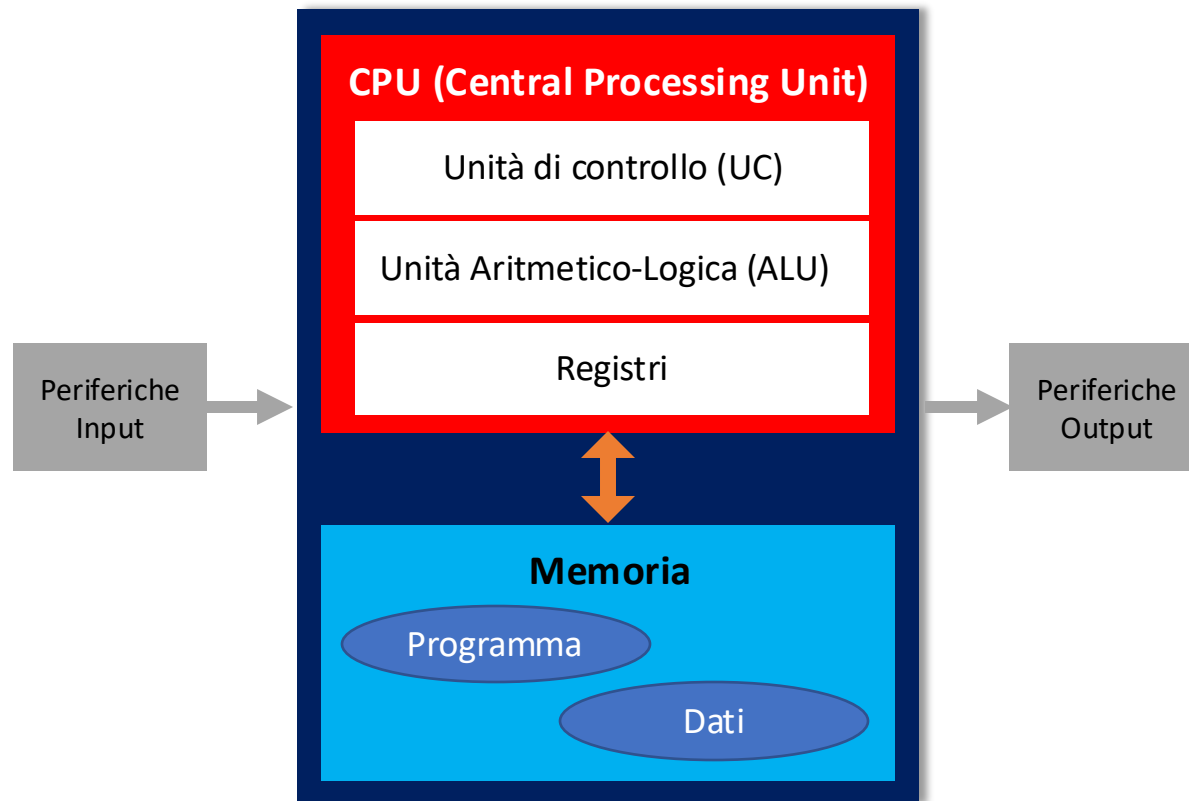 CPU (Central Processing Unit)
Unità di controllo (UC)
Unità Aritmetico-Logica (ALU)
Registri
Periferiche
Input
Periferiche
Output
Memoria
Programma
Dati